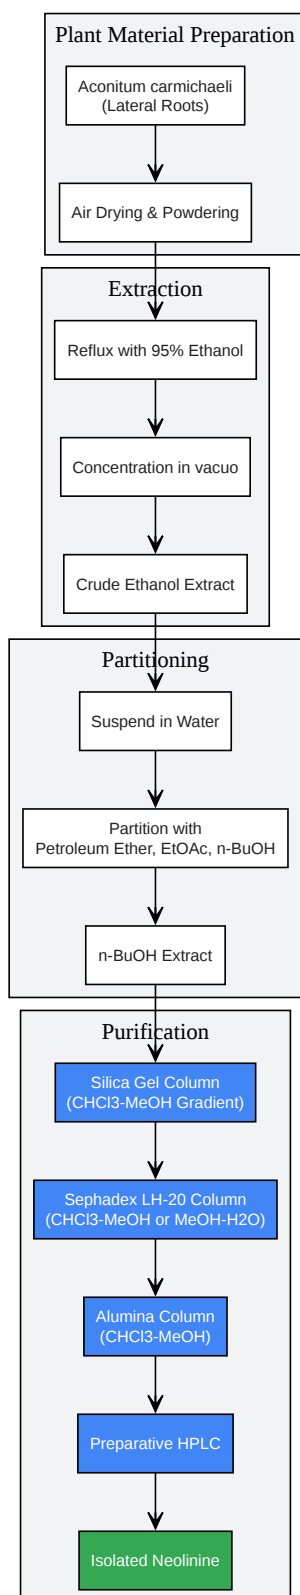 Plant Material Preparation
Aconitum carmichaeli
(Lateral Roots)
Air Drying & Powdering
Extraction
Reflux with 95% Ethanol
Concentration in vacuo
Crude Ethanol Extract
Partitioning
Suspend in Water
Partition with
Petroleum Ether, EtOAc, n-BuOH
n-BuOH Extract
Purification
Silica Gel Column
(CHCl3-MeOH Gradient)
Sephadex LH-20 Column
(CHCl3-MeOH or MeOH-H2O)
Alumina Column
(CHCl3-MeOH)
Preparative HPLC
Isolated Neolinine